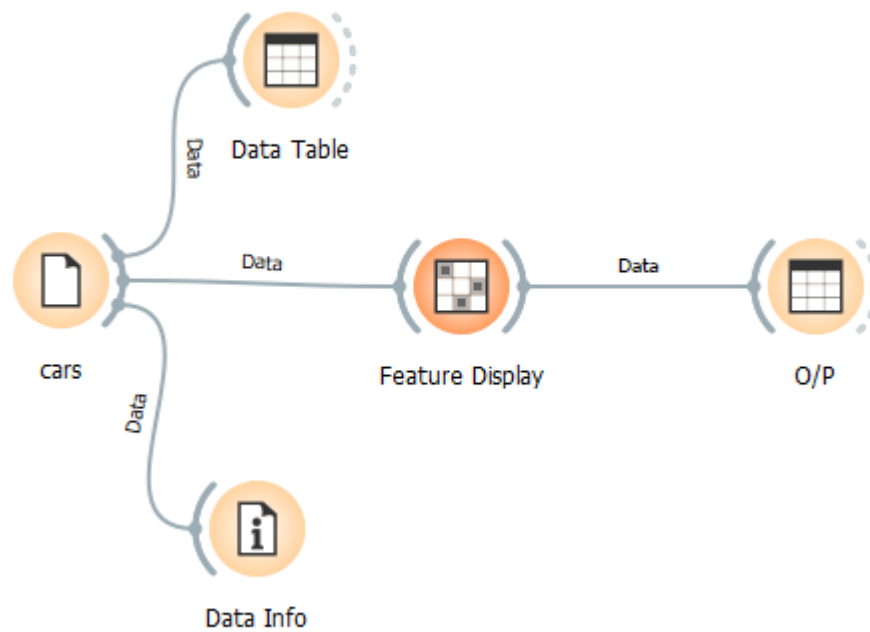 Data Table
Data
Data
Data
cars
Feature Display
O/P
Data
Data Info